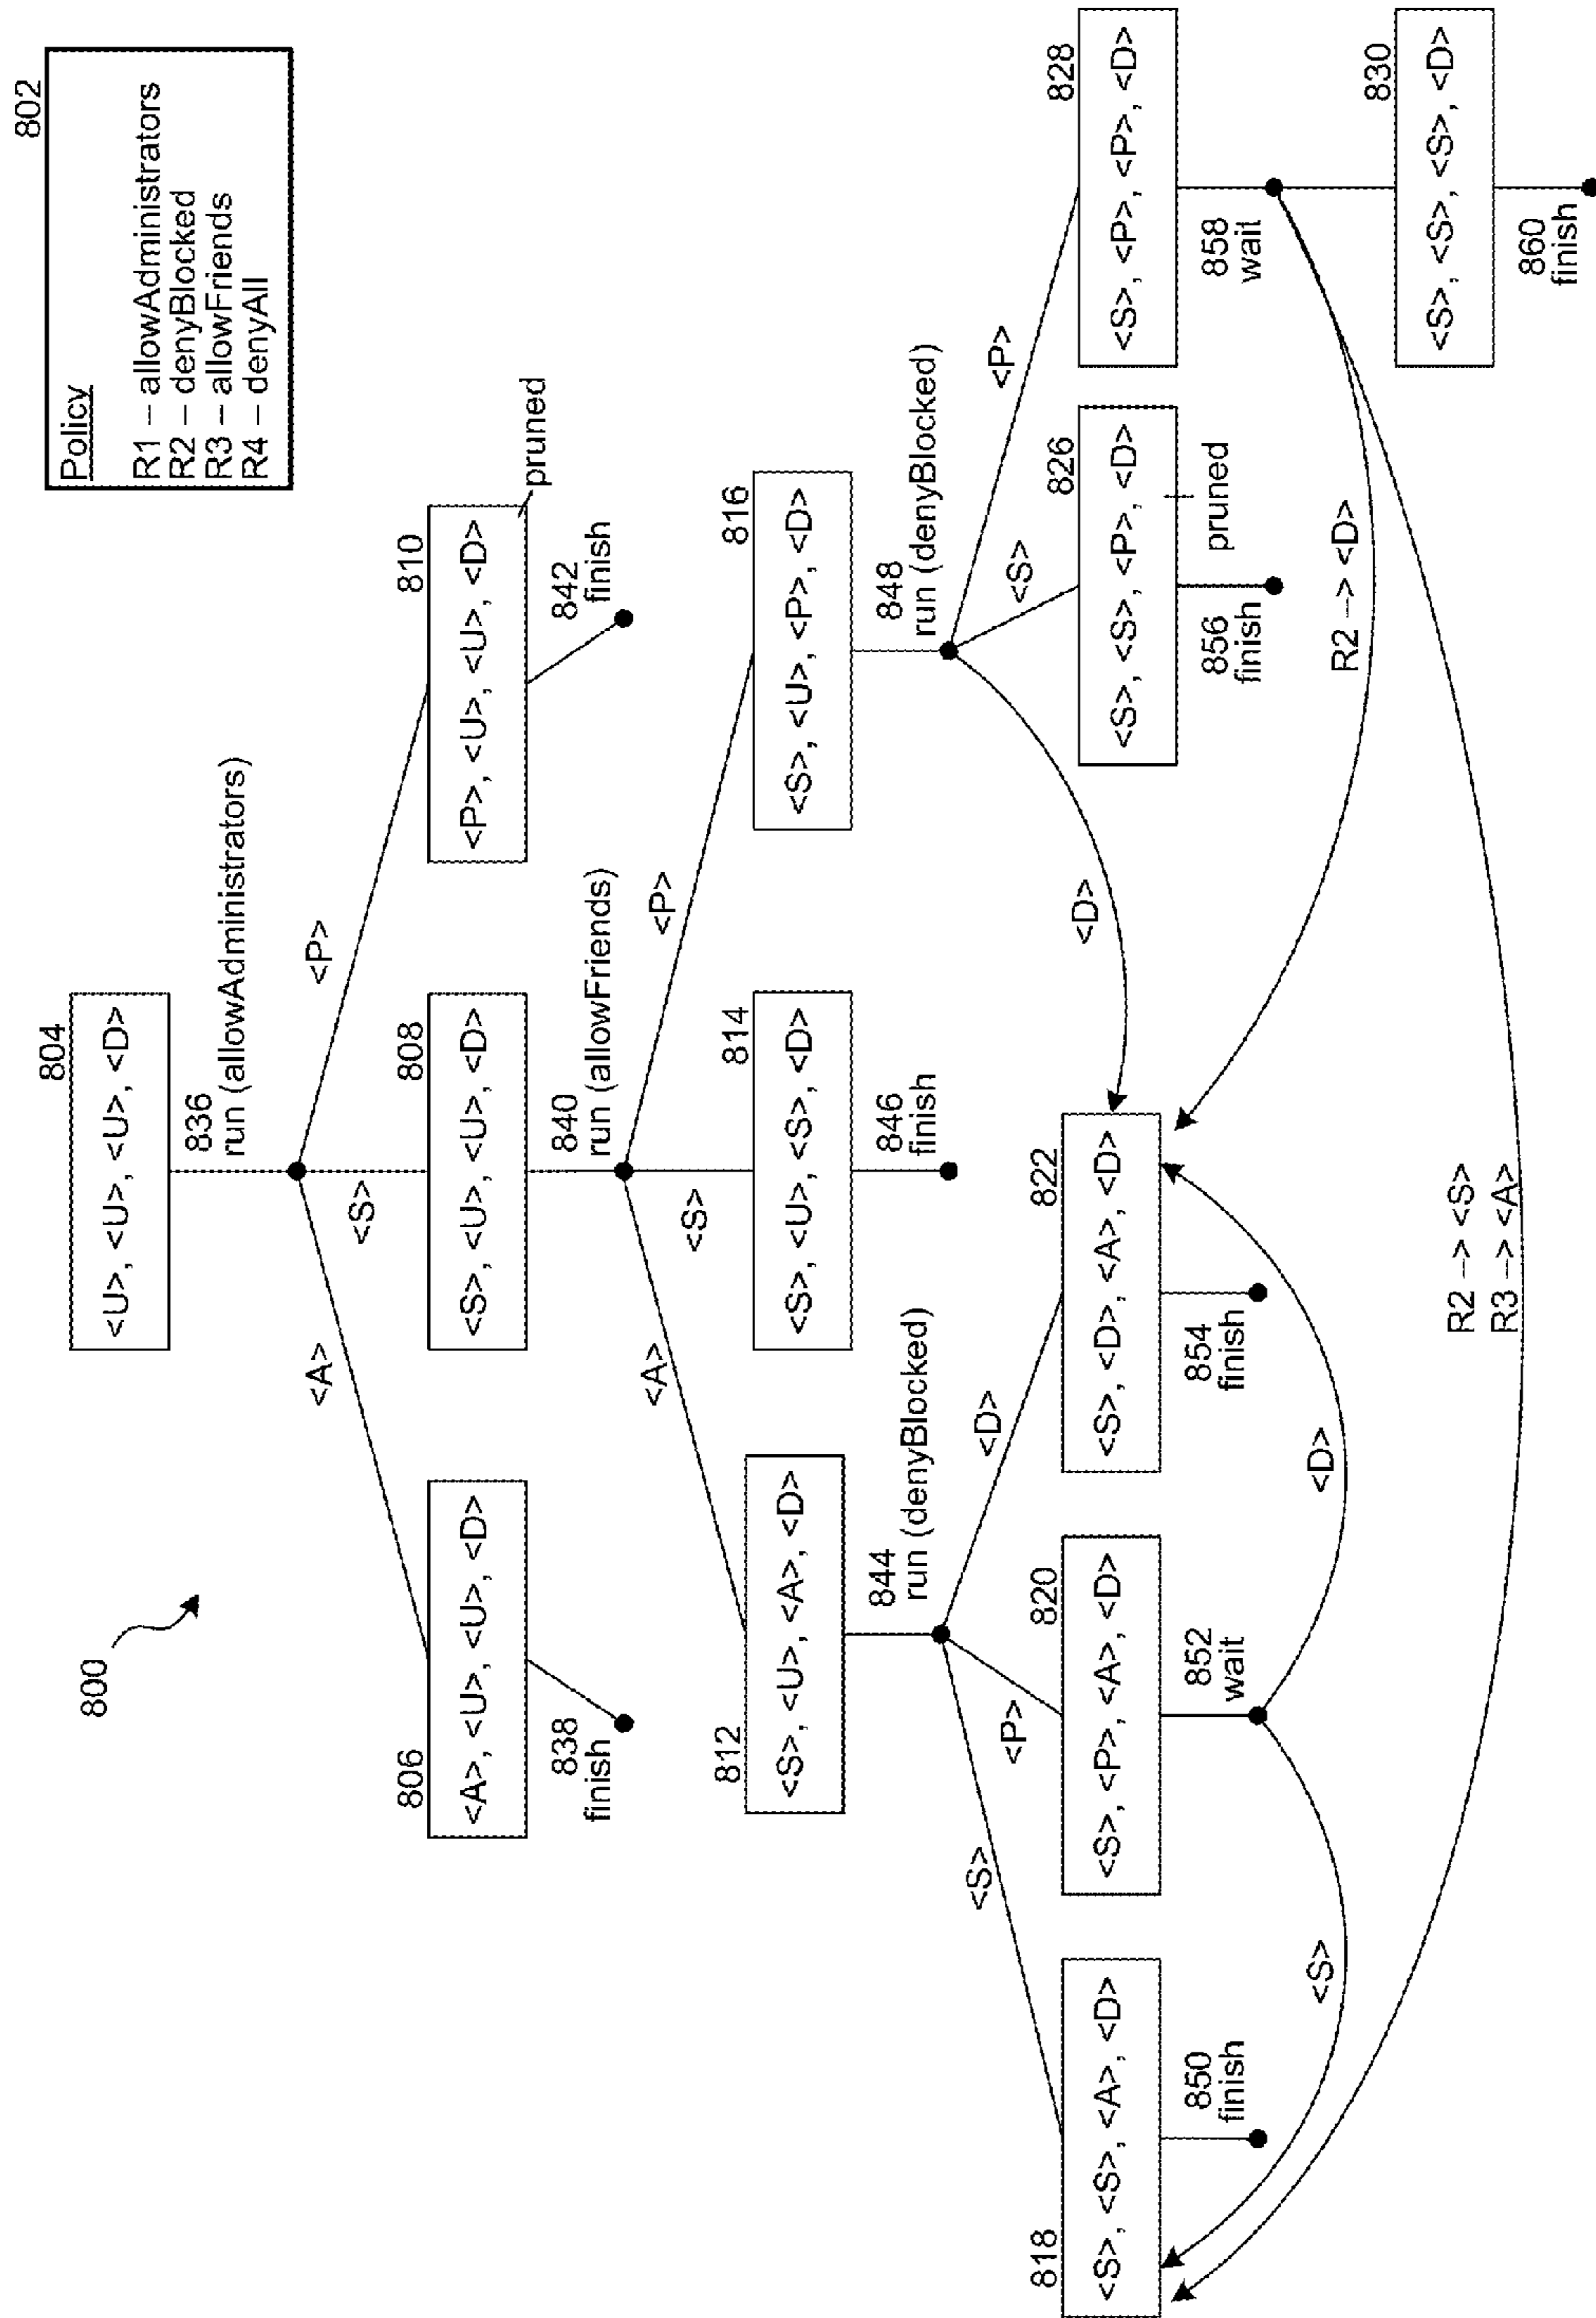 800
802
Policy
R1 -- allowAdministrators
R2 -- denyBlocked
R3 -- allowFriends
R4 -- denyAll
804
<U>, <U>, <U>, <D>
836
run (allowAdministrators)
<A>
<S>
<P>
806
<A>, <U>, <U>, <D>
838
finish
808
<S>, <U>, <U>, <D>
840
run (allowFriends)
810
<P>, <U>, <U>, <D>
pruned
842
finish
<A>
<S>
<P>
812
<S>, <U>, <A>, <D>
844
run (denyBlocked)
814
<S>, <U>, <S>, <D>
846
finish
816
<S>, <U>, <P>, <D>
848
run (denyBlocked)
<S>
<P>
<D>
<D>
<S>
<P>
818
<S>, <S>, <A>, <D>
850
finish
820
<S>, <P>, <A>, <D>
852
wait
822
<S>, <D>, <A>, <D>
854
finish
826
<S>, <S>, <P>, <D>
856
finish
pruned
828
<S>, <P>, <P>, <D>
858
wait
<S>
<D>
R2 --> <D>
830
<S>, <S>, <S>, <D>
860
finish
R2 --> <S>
R3 --> <A>